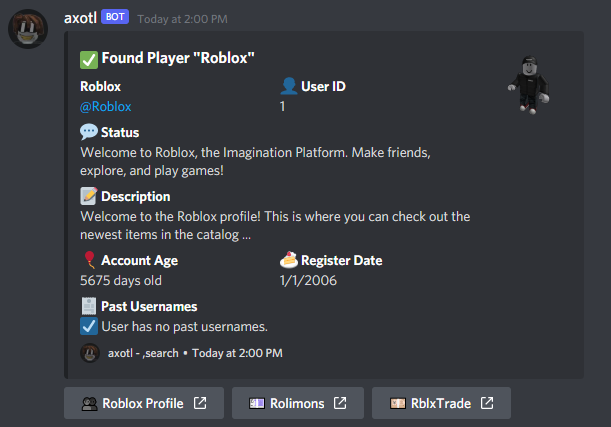 axotl BOT Today at 2:00 PM
Found Player "Roblox"
Roblox User ID
@Roblox 1
Status
Welcome to Roblox, the Imagination Platform. Make friends,
explore, and play games!
Description
Welcome to the Roblox profile! This is where you can check out the
newest items in the catalog ...
Account Age Register Date
5675 days old 1/1/2006
Past Usernames
User has no past usernames.
axotl - ,search • Today at 2:00 PM
Roblox Profile Rolimons RblxTrade